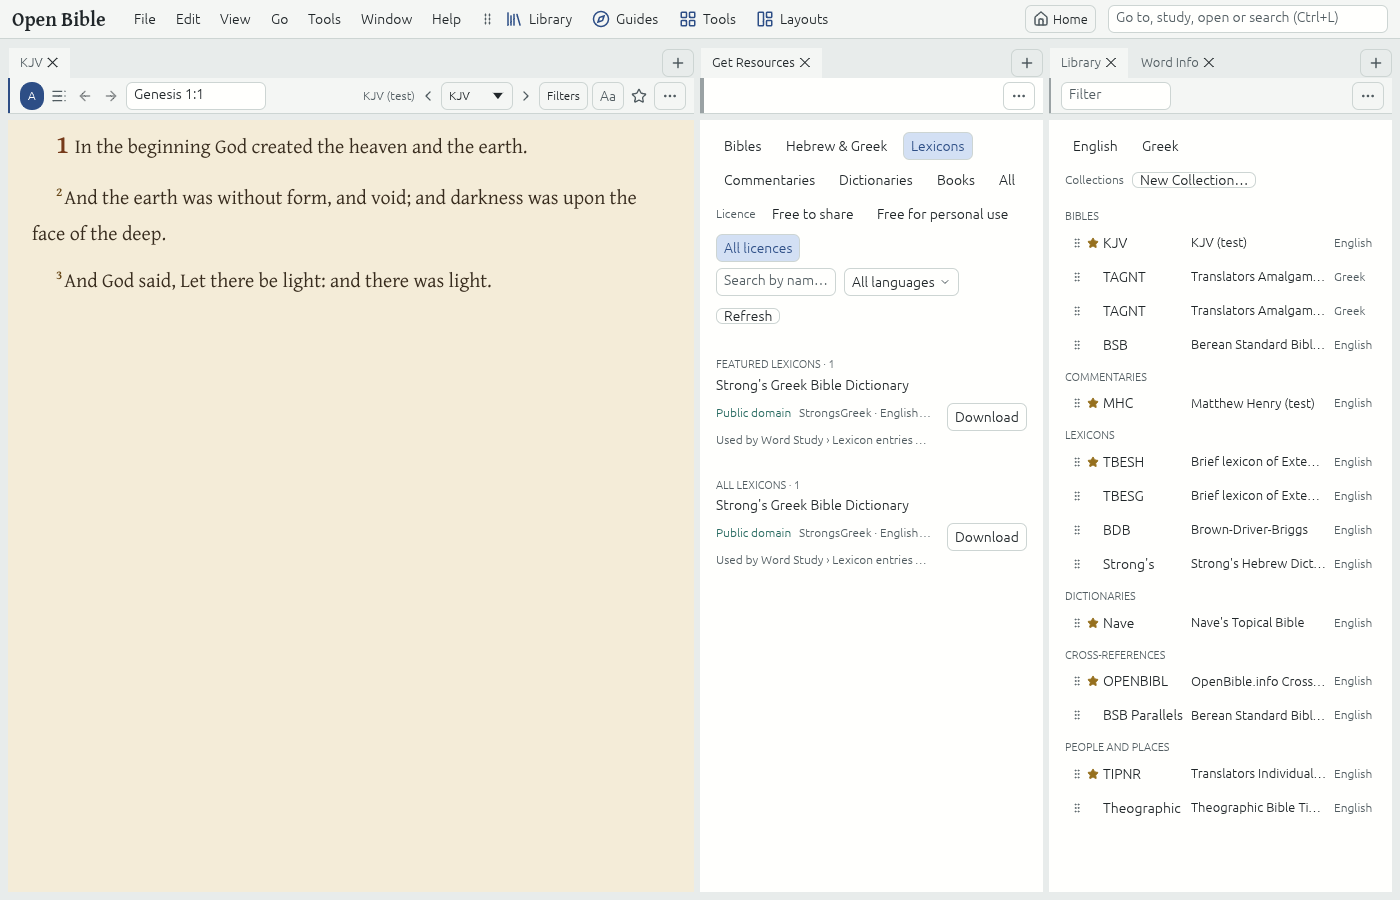 Open Bible File Edit View Go Tools Window Help Library Guides Tools Layouts Home Go to, study, open or search (Ctrl+L)
KJV
A Genesis 1:1 KJV (test) KJV Filters Aa
1 In the beginning God created the heaven and the earth.
2 And the earth was without form, and void; and darkness was upon the
face of the deep.
3 And God said, Let there be light: and there was light.
Get Resources
Bibles Hebrew & Greek Lexicons
Commentaries Dictionaries Books All
Licence Free to share Free for personal use
All licences
Search by nam… All languages
Refresh
FEATURED LEXICONS · 1
Strong's Greek Bible Dictionary
Public domain StrongsGreek · English… Download
Used by Word Study › Lexicon entries …
ALL LEXICONS · 1
Strong's Greek Bible Dictionary
Public domain StrongsGreek · English… Download
Used by Word Study › Lexicon entries …
Library Word Info
Filter
English Greek
Collections New Collection…
BIBLES
KJV KJV (test) English
TAGNT Translators Amalgam… Greek
TAGNT Translators Amalgam… Greek
BSB Berean Standard Bibl… English
COMMENTARIES
MHC Matthew Henry (test) English
LEXICONS
TBESH Brief lexicon of Exte… English
TBESG Brief lexicon of Exte… English
BDB Brown-Driver-Briggs English
Strong's Strong's Hebrew Dict… English
DICTIONARIES
Nave Nave's Topical Bible English
CROSS-REFERENCES
OPENBIBL OpenBible.info Cross… English
BSB Parallels Berean Standard Bibl… English
PEOPLE AND PLACES
TIPNR Translators Individual… English
Theographic Theographic Bible Ti… English